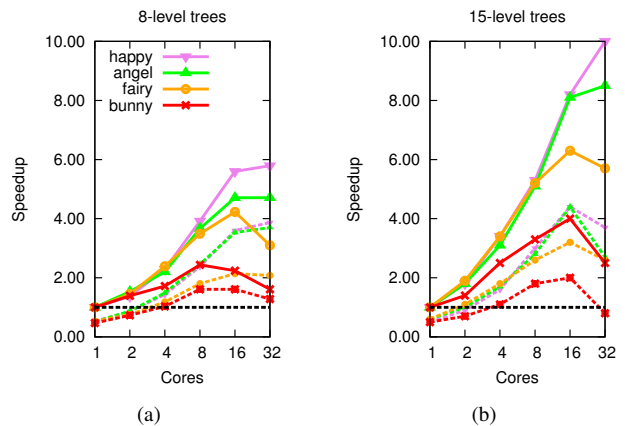 8-level trees
10.00
8.00
6.00
4.00
2.00
0.00
Speedup
happy
angel
fairy
bunny
1 2 4 8 16 32
Cores
(a)
15-level trees
10.00
8.00
6.00
4.00
2.00
0.00
Speedup
1 2 4 8 16 32
Cores
(b)